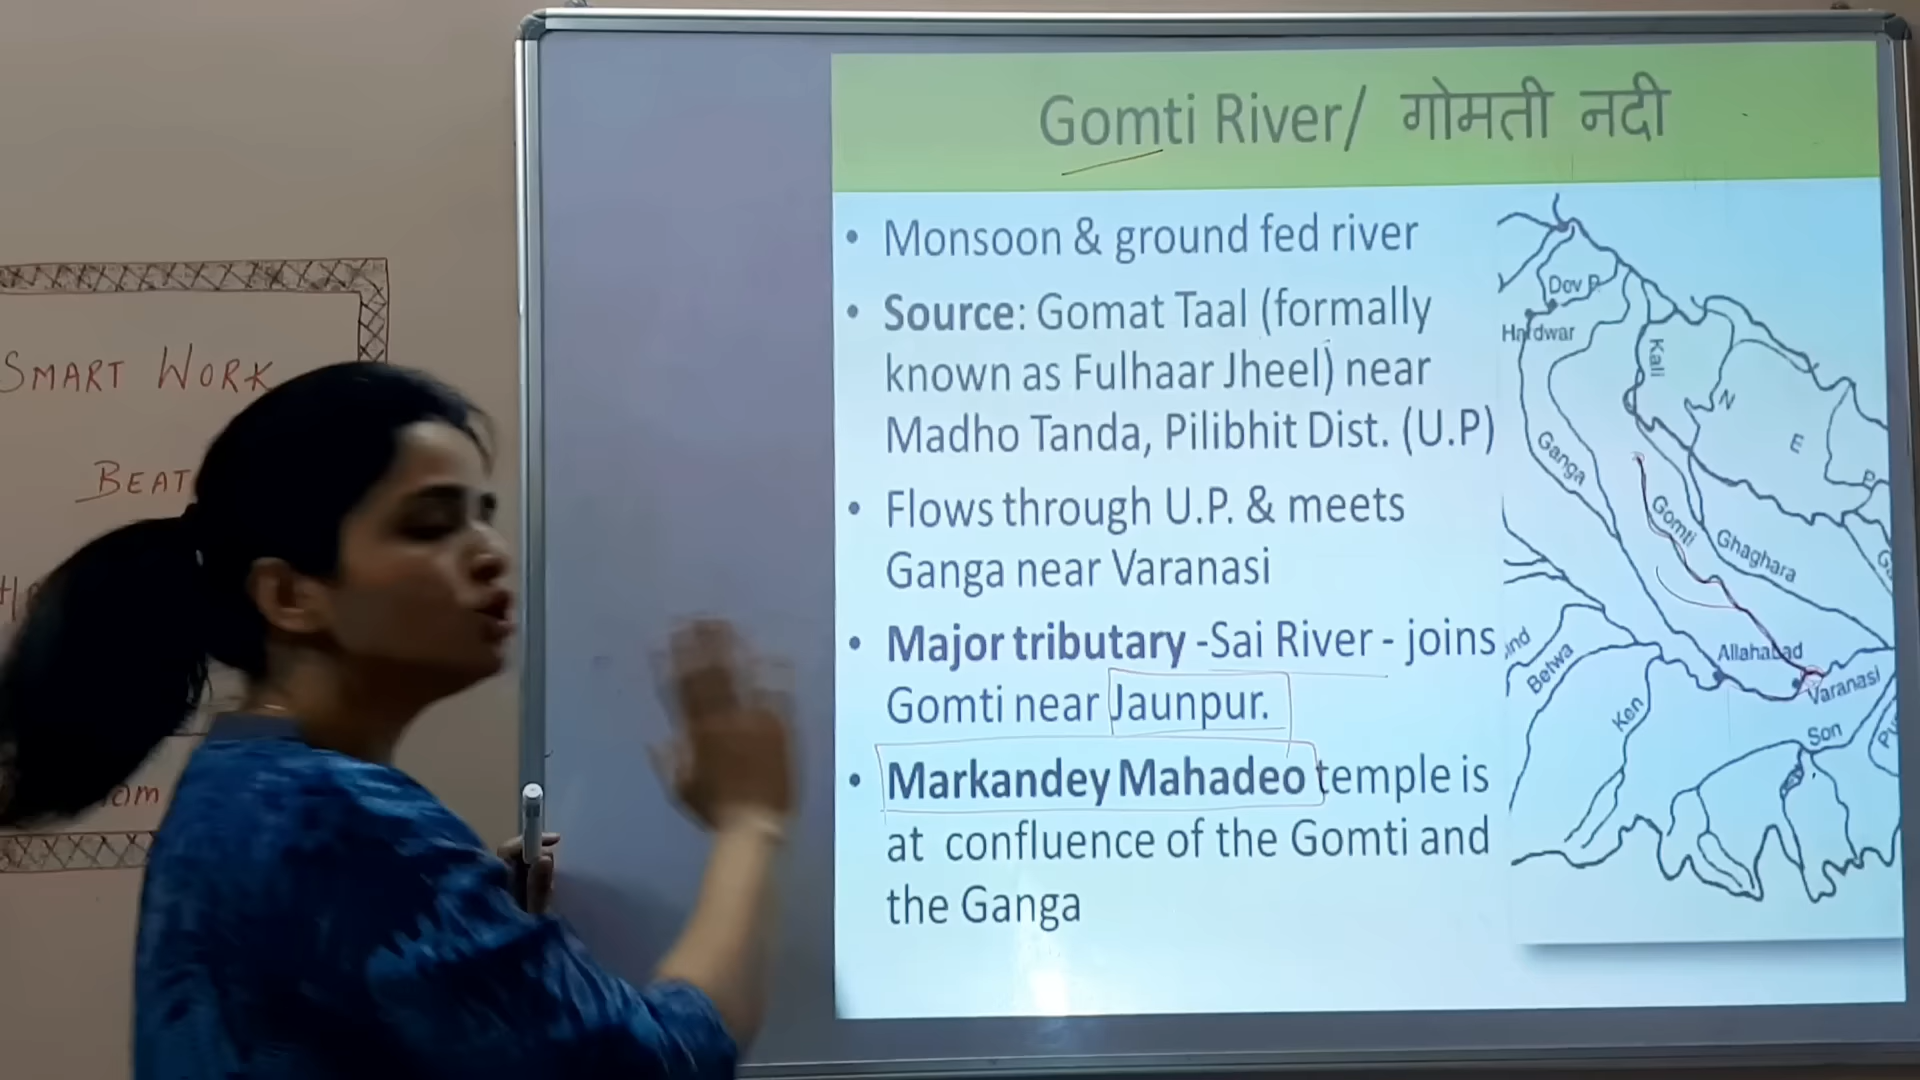 SMART WORK
BEAT
Gomti River/ गोमती नदी
• Monsoon & ground fed river
• Source: Gomat Taal (formally
known as Fulhaar Jheel) near
Madho Tanda, Pilibhit Dist. (U.P)
• Flows through U.P. & meets
Ganga near Varanasi
• Major tributary -Sai River - joins
Gomti near Jaunpur.
• Markandey Mahadeo temple is
at confluence of the Gomti and
the Ganga
Dov P.
Hardwar
Kali
N
E
P
Ganga
Gomti
Ghaghara
Allahabad
Varanasi
Betwa
Ken
Son